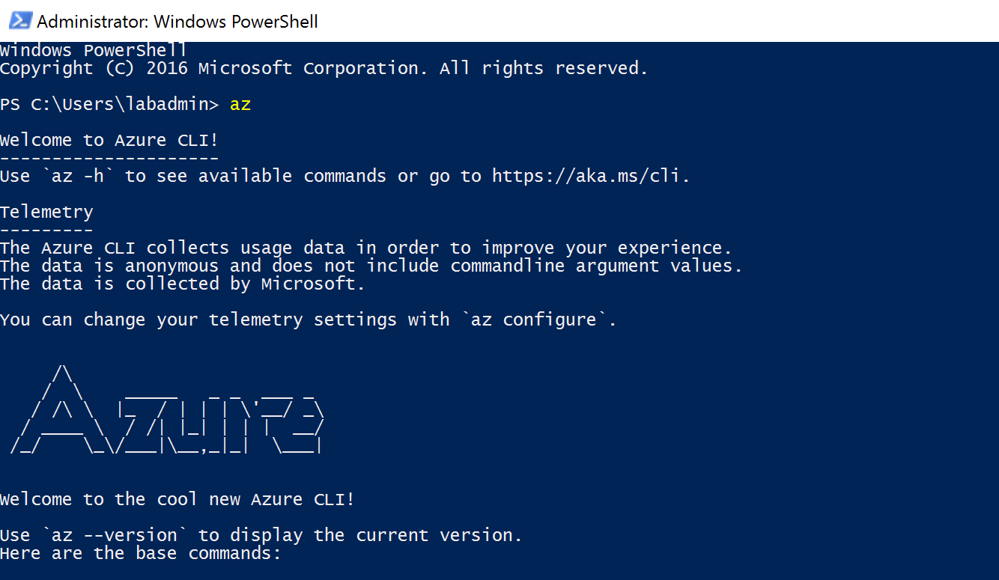 Administrator: Windows PowerShell
Windows PowerShell
Copyright (C) 2016 Microsoft Corporation. All rights reserved.
PS C:\Users\labadmin> az
Welcome to Azure CLI!
---------------------
Use `az -h` to see available commands or go to https://aka.ms/cli.
Telemetry
---------
The Azure CLI collects usage data in order to improve your experience.
The data is anonymous and does not include commandline argument values.
The data is collected by Microsoft.
You can change your telemetry settings with `az configure`.
     /\
    /  \    _____   _ _  ___ _
   / /\ \  |_  / | | | \'__/ _\
  / ____ \  / /| |_| | | |  __/
 /_/    \_\/___|\__,_|_|  \___|
Welcome to the cool new Azure CLI!
Use `az --version` to display the current version.
Here are the base commands: